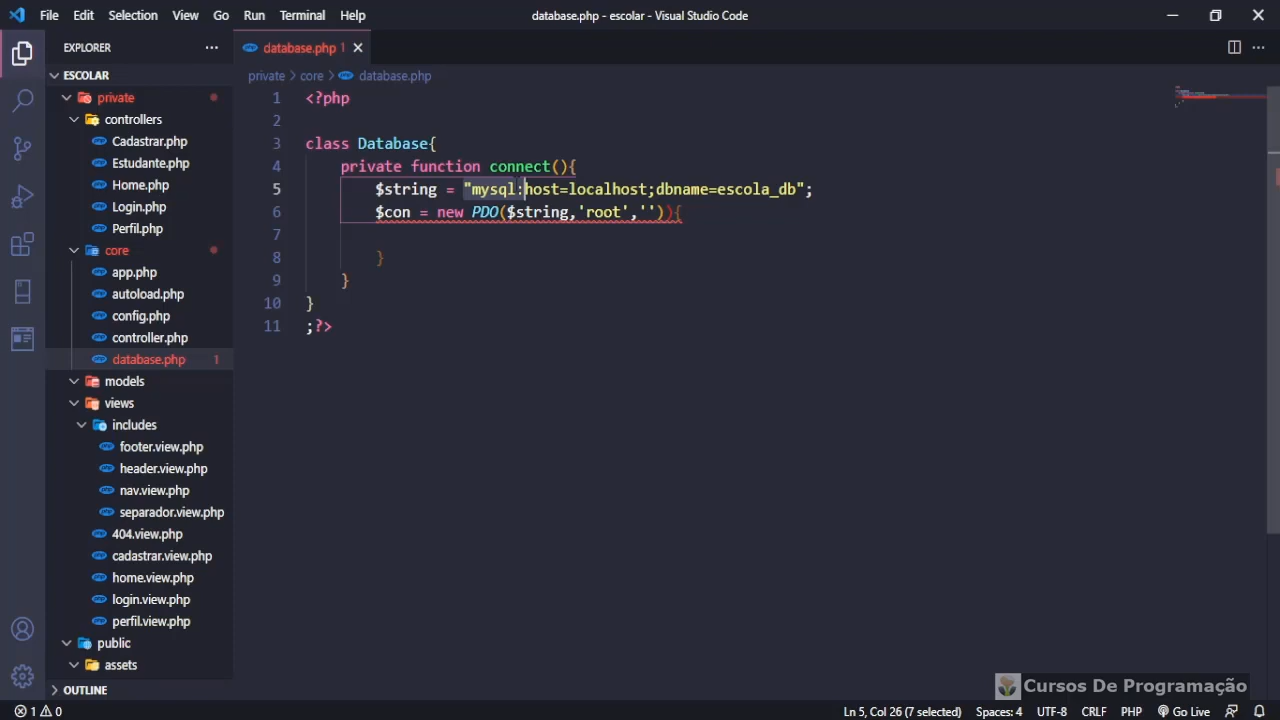 File Edit Selection View Go Run Terminal Help
database.php - escolar - Visual Studio Code
EXPLORER
database.php 1
ESCOLAR
private > core > database.php
private
controllers
Cadastrar.php
Estudante.php
Home.php
Login.php
Perfil.php
core
app.php
autoload.php
config.php
controller.php
database.php 1
models
views
includes
footer.view.php
header.view.php
nav.view.php
separador.view.php
404.view.php
cadastrar.view.php
home.view.php
login.view.php
perfil.view.php
public
assets
OUTLINE
1 <?php
2
3 class Database{
4 private function connect(){
5 $string = "mysql:host=localhost;dbname=escola_db";
6 $con = new PDO($string,'root','')){
7
8 }
9 }
10 }
11 ;?>
Cursos De Programação
1 0
Ln 5, Col 26 (7 selected) Spaces: 4 UTF-8 CRLF PHP Go Live